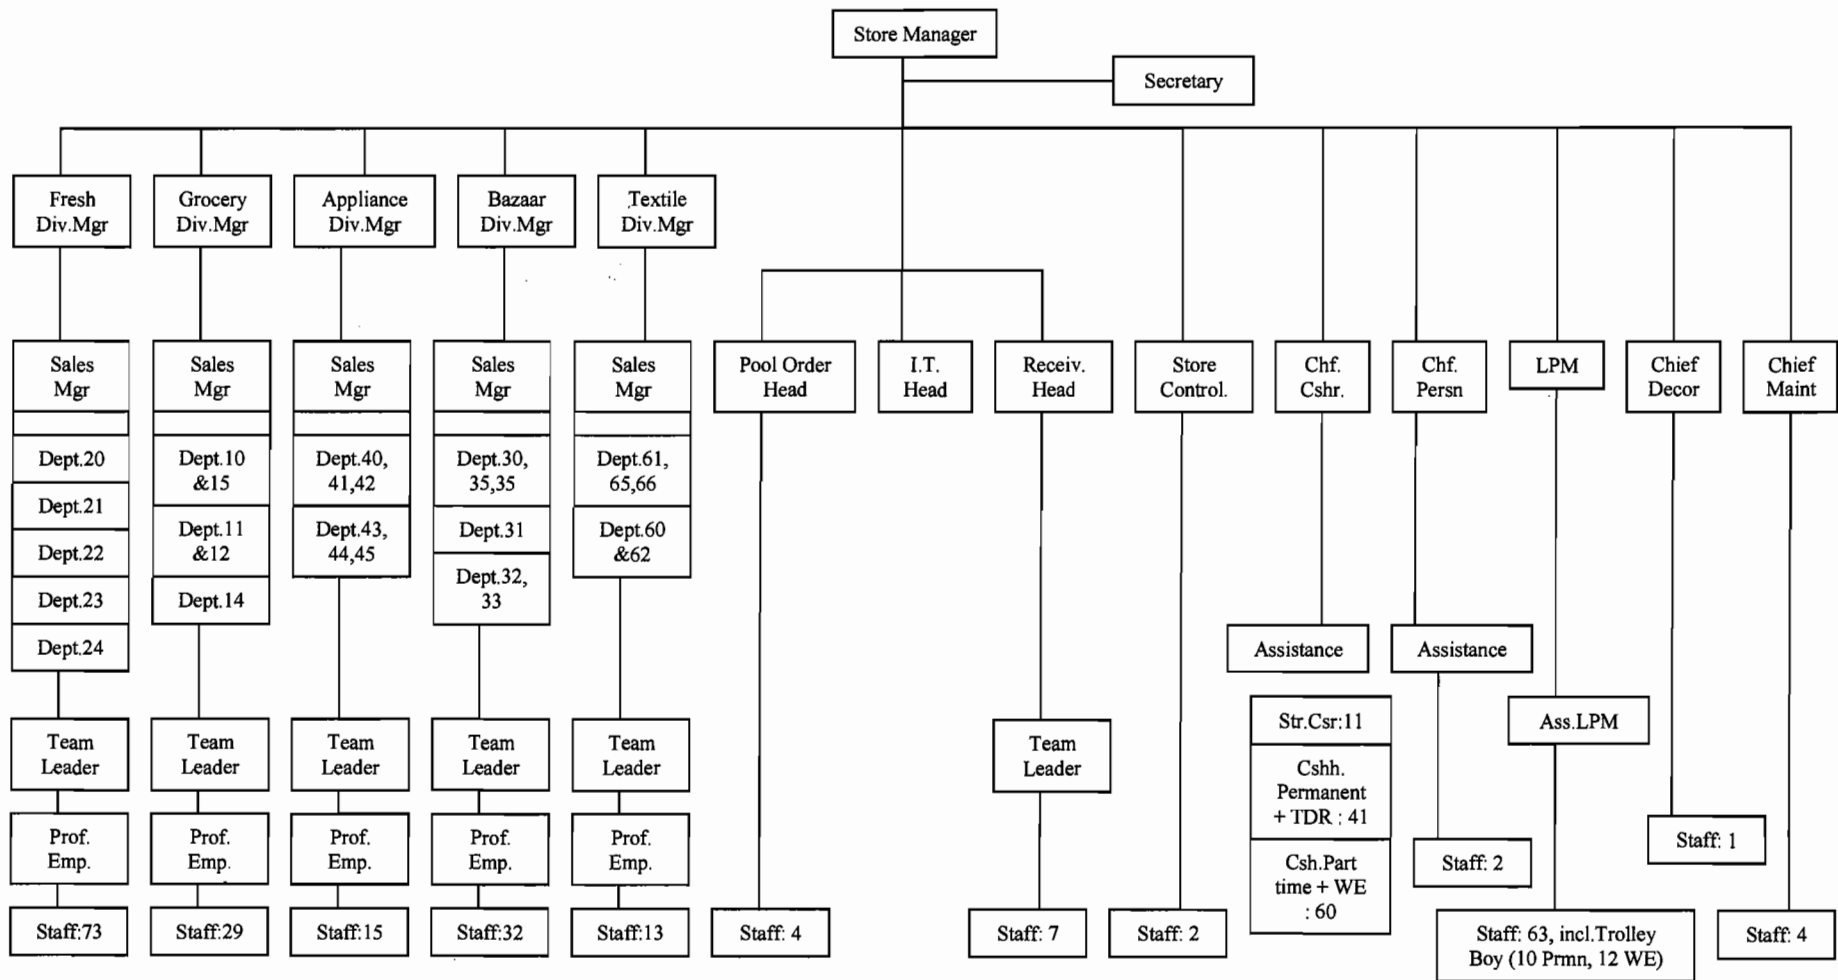 Store Manager
Secretary
Fresh
Div.Mgr
Grocery
Div.Mgr
Appliance
Div.Mgr
Bazaar
Div.Mgr
Textile
Div.Mgr
Sales
Mgr
Sales
Mgr
Sales
Mgr
Sales
Mgr
Sales
Mgr
Pool Order
Head
I.T.
Head
Receiv.
Head
Store
Control.
Chf.
Cshr.
Chf.
Persn
LPM
Chief
Decor
Chief
Maint
Dept.20
Dept.21
Dept.22
Dept.23
Dept.24
Dept.10
&15
Dept.11
&12
Dept.14
Dept.40,
41,42
Dept.43,
44,45
Dept.30,
35,35
Dept.31
Dept.32,
33
Dept.61,
65,66
Dept.60
&62
Assistance
Assistance
Str.Csr:11
Cshh.
Permanent
+ TDR : 41
Csh.Part
time + WE
: 60
Ass.LPM
Team
Leader
Team
Leader
Team
Leader
Team
Leader
Team
Leader
Team
Leader
Prof.
Emp.
Prof.
Emp.
Prof.
Emp.
Prof.
Emp.
Prof.
Emp.
Staff: 2
Staff: 1
Staff:73
Staff:29
Staff:15
Staff:32
Staff:13
Staff: 4
Staff: 7
Staff: 2
Staff: 63, incl.Trolley
Boy (10 Prmn, 12 WE)
Staff: 4